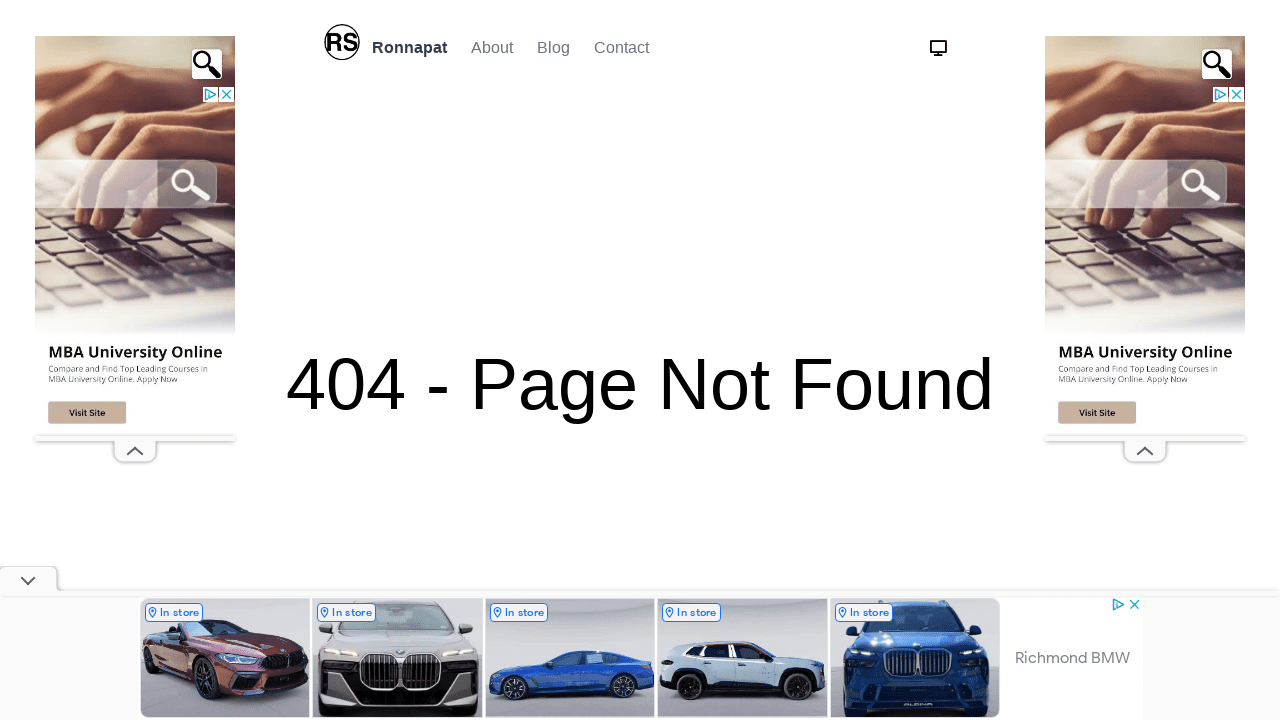 RS
Ronnapat About Blog Contact
MBA University Online
Compare and Find Top Leading Courses in
MBA University Online. Apply Now
Visit Site
404 - Page Not Found
MBA University Online
Compare and Find Top Leading Courses in
MBA University Online. Apply Now
Visit Site
In store In store In store In store In store
ALPINA
Richmond BMW